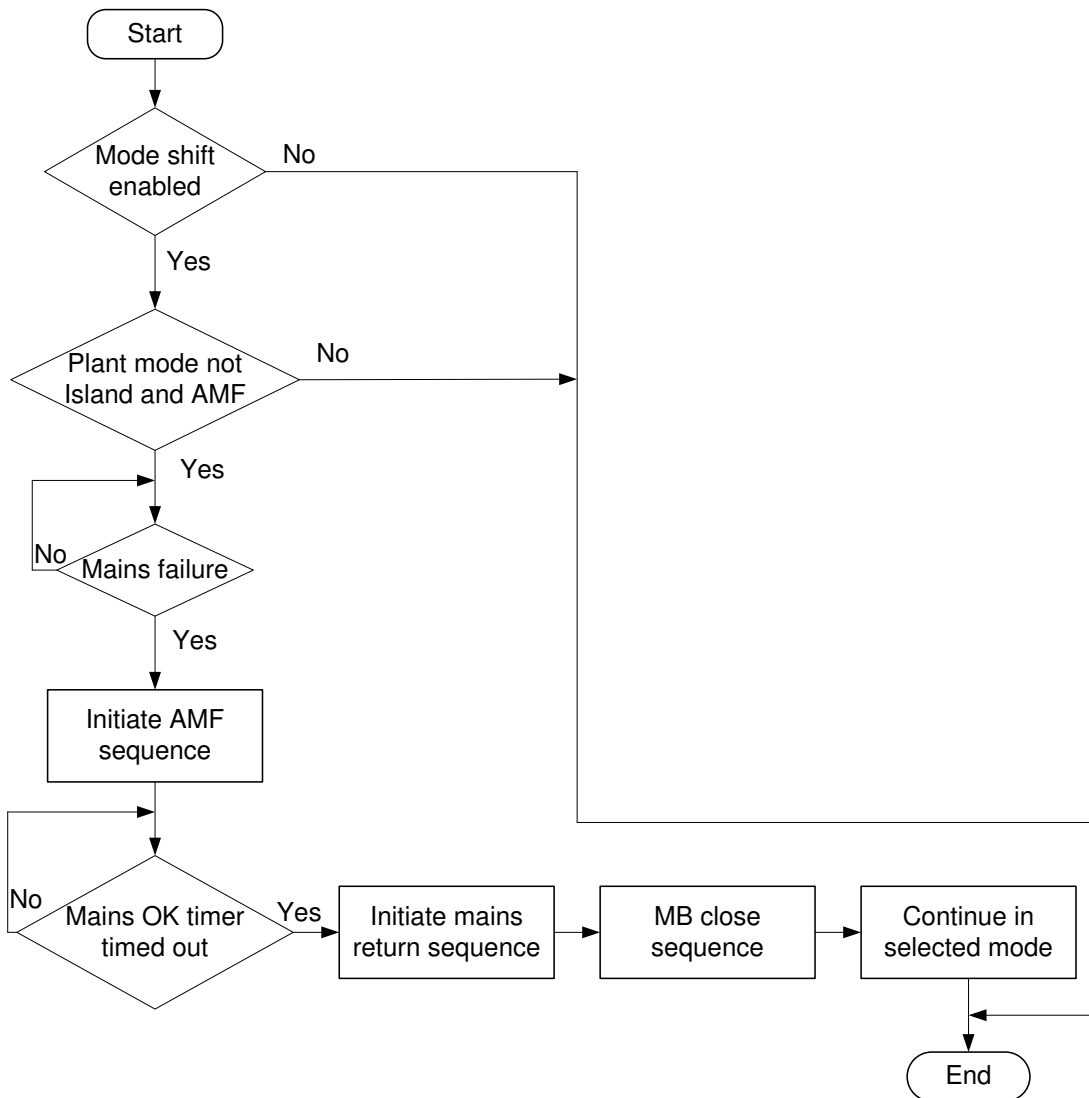 Start
Mode shift
enabled
No
Yes
Plant mode not
Island and AMF
No
Yes
No
Mains failure
Yes
Initiate AMF
sequence
No
Mains OK timer
timed out
Yes
Initiate mains
return sequence
MB close
sequence
Continue in
selected mode
End